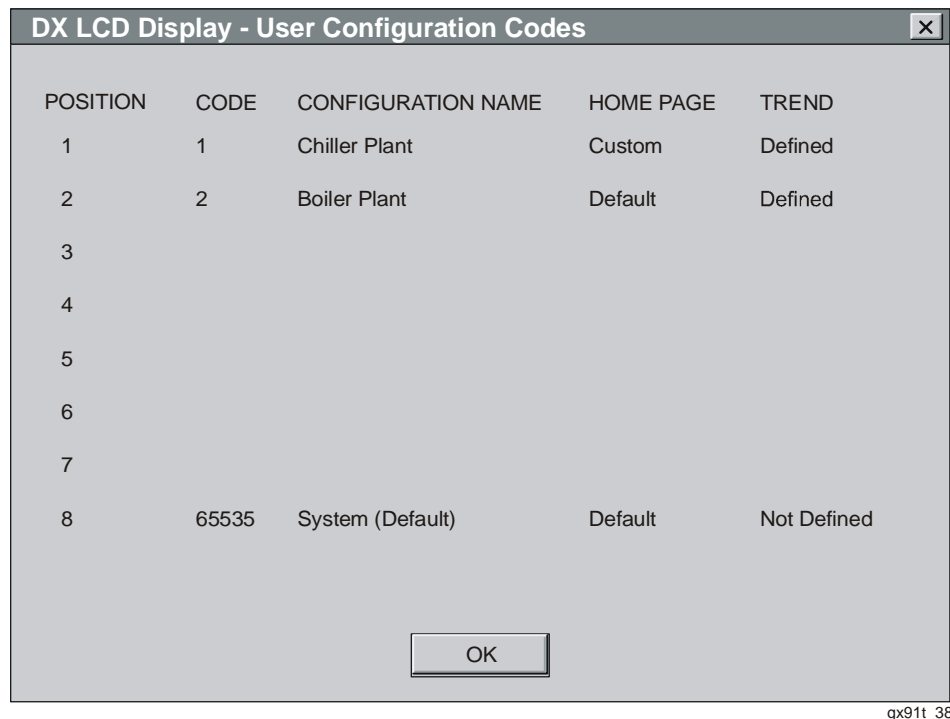 DX LCD Display - User Configuration Codes
POSITION CODE CONFIGURATION NAME HOME PAGE TREND
1 1 Chiller Plant Custom Defined
2 2 Boiler Plant Default Defined
3
4
5
6
7
8 65535 System (Default) Default Not Defined
OK
gx91t_38